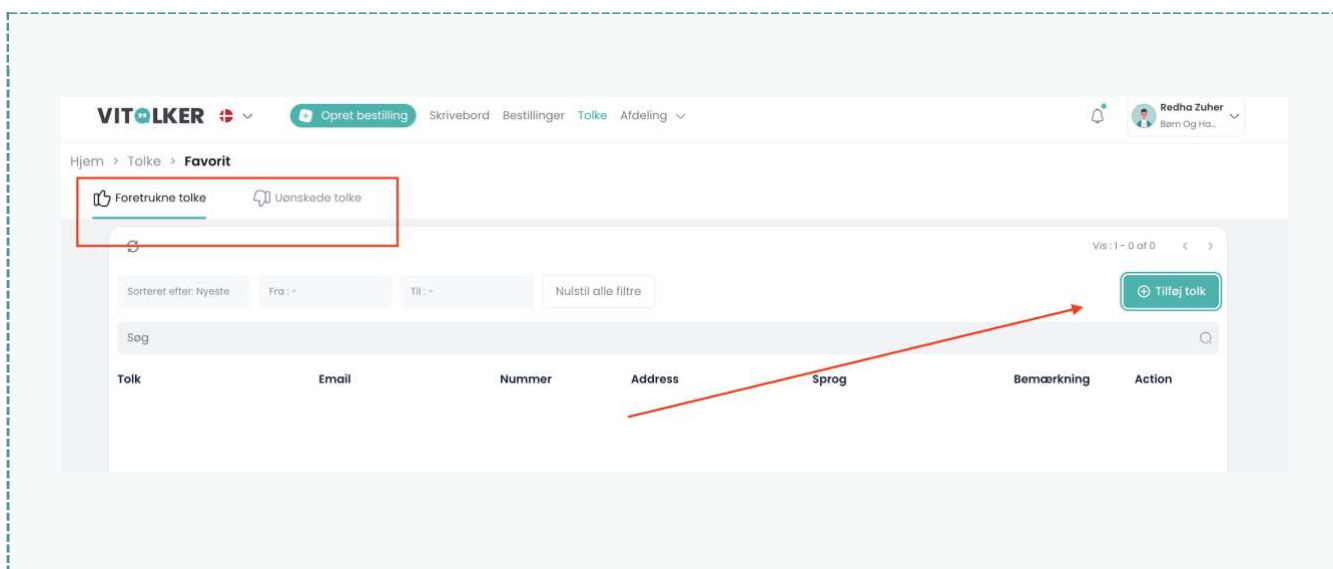 VITOLKER Opret bestilling Skrivebord Bestillinger Tolke Afdeling Redha Zuher
Børn Og Ha...
Hjem > Tolke > Favorit
Foretrukne tolke Uønskede tolke
Vis : 1 - 0 af 0 < >
Sorteret efter: Nyeste Fra : - Til : - Nulstil alle filtre Tilføj tolk
Søg
Tolk Email Nummer Address Sprog Bemærkning Action